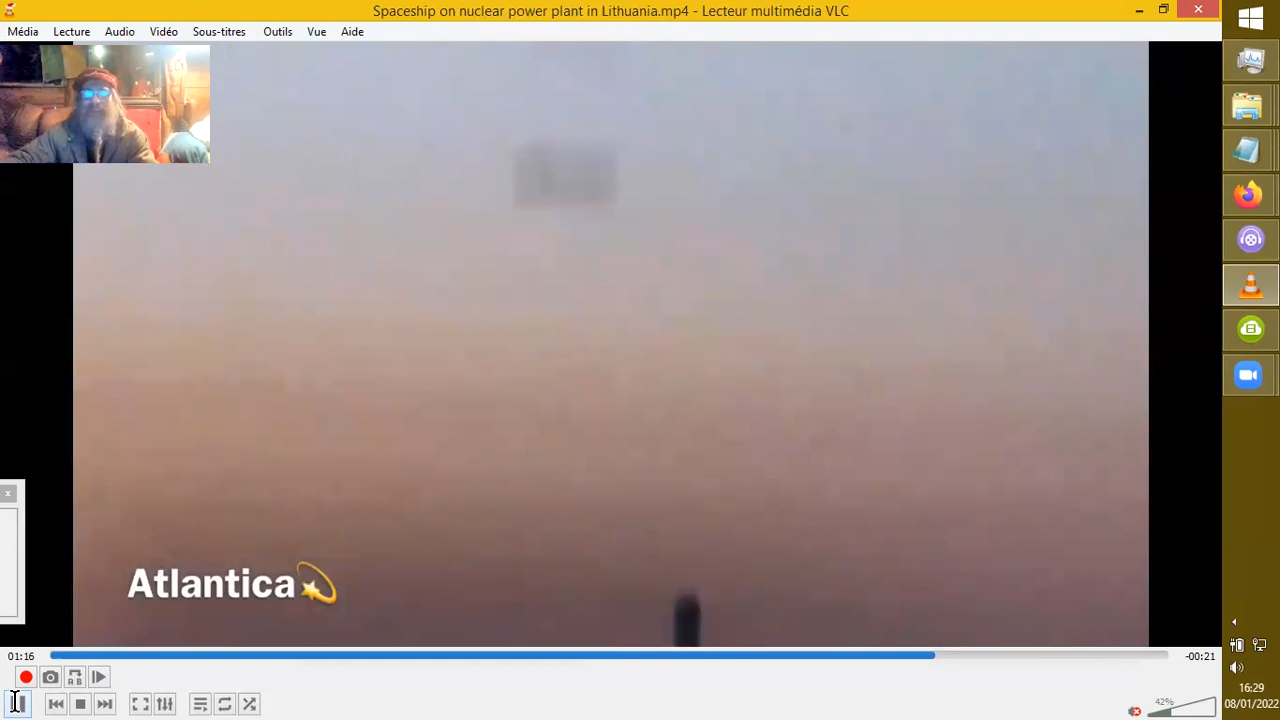 Spaceship on nuclear power plant in Lithuania.mp4 - Lecteur multimédia VLC
Média Lecture Audio Vidéo Sous-titres Outils Vue Aide
Atlantica💫
01:16
-00:21
A B
42%
16:29
08/01/2022